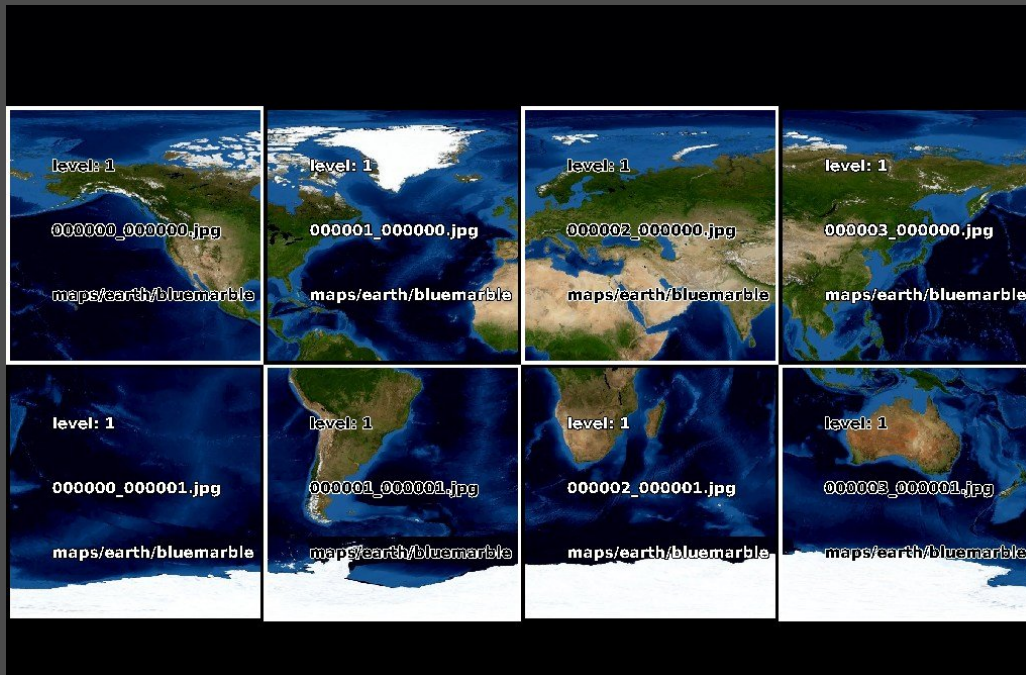 level: 1
000000_000000.jpg
maps/earth/bluemarble
level: 1
000001_000000.jpg
maps/earth/bluemarble
level: 1
000002_000000.jpg
maps/earth/bluemarble
level: 1
000003_000000.jpg
maps/earth/bluemarble
level: 1
000000_000001.jpg
maps/earth/bluemarble
level: 1
000001_000001.jpg
maps/earth/bluemarble
level: 1
000002_000001.jpg
maps/earth/bluemarble
level: 1
000003_000001.jpg
maps/earth/bluemarble